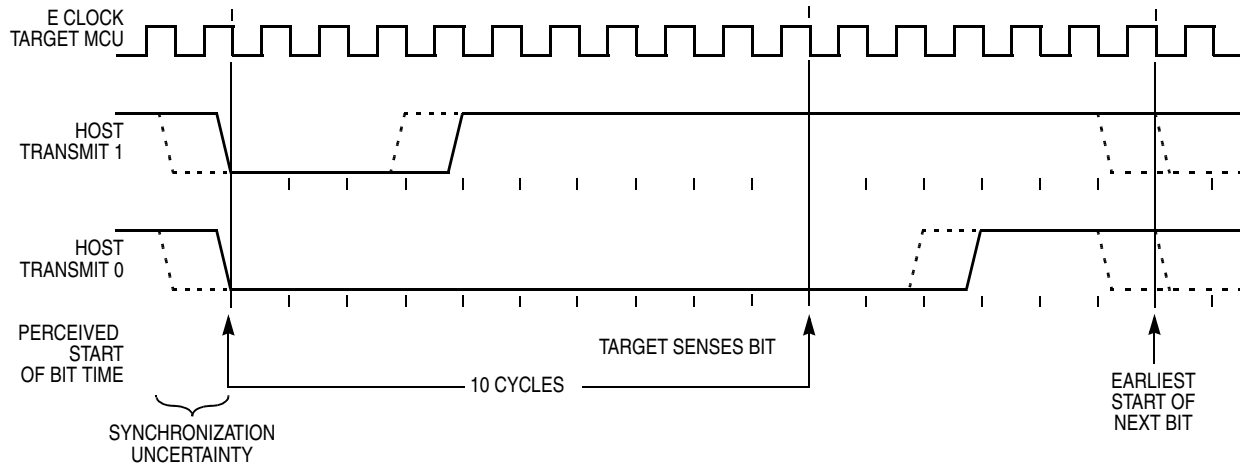 E CLOCK
TARGET MCU
HOST
TRANSMIT 1
HOST
TRANSMIT 0
PERCEIVED
START
OF BIT TIME
TARGET SENSES BIT
10 CYCLES
EARLIEST
START OF
NEXT BIT
SYNCHRONIZATION
UNCERTAINTY